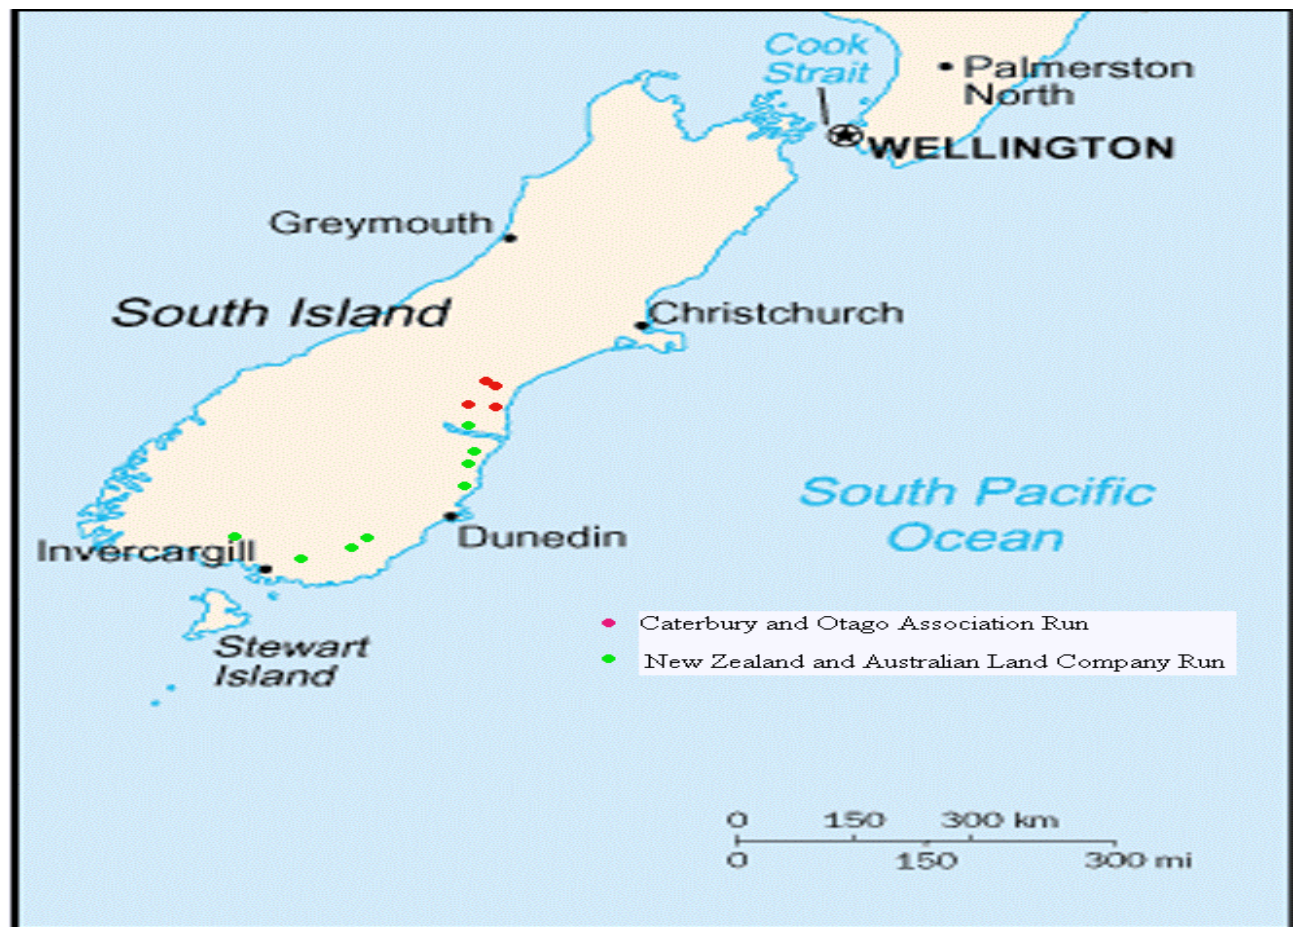 Cook
Strait
Palmerston
North
WELLINGTON
Greymouth
South Island
Christchurch
South Pacific
Ocean
Dunedin
Invercargill
Stewart
Island
Caterbury and Otago Association Run
New Zealand and Australian Land Company Run
0 150 300 km
0 150 300 mi